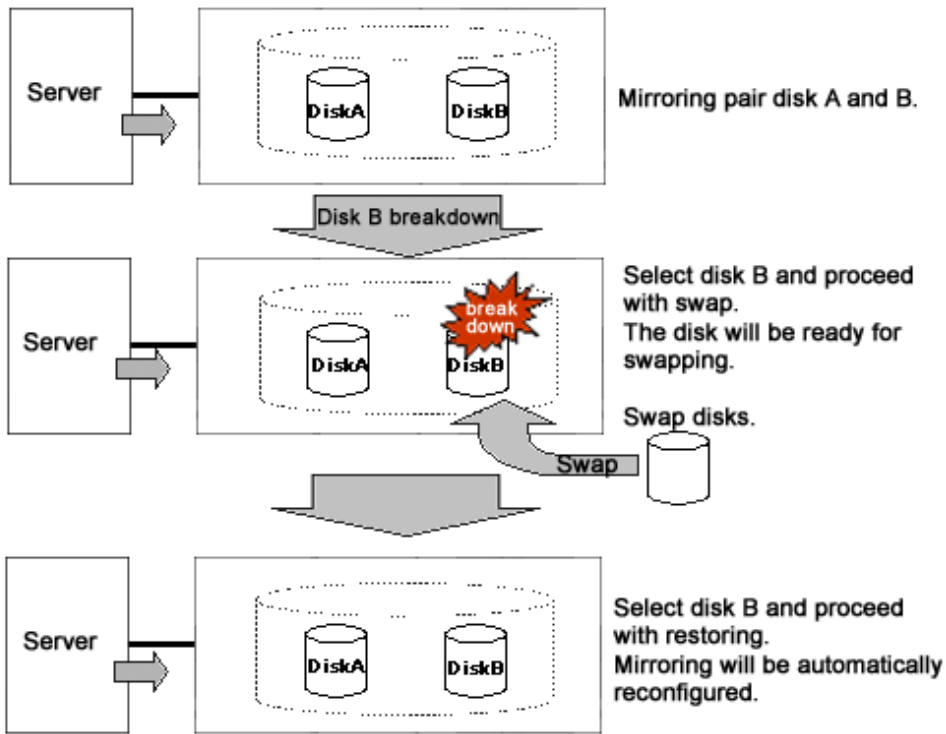 Server
DiskA
DiskB
Mirroring pair disk A and B.
Disk B breakdown
Server
DiskA
break
down
DiskB
Select disk B and proceed
with swap.
The disk will be ready for
swapping.
Swap disks.
Swap
Server
DiskA
DiskB
Select disk B and proceed
with restoring.
Mirroring will be automatically
reconfigured.